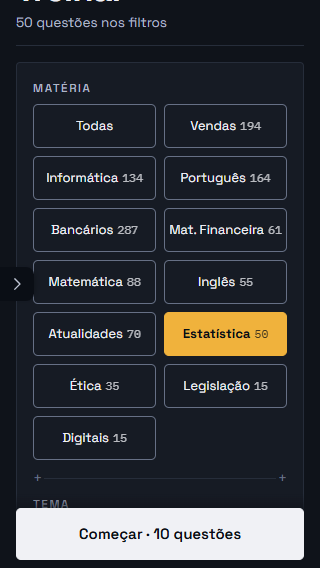 50 questões nos filtros
MATÉRIA
Todas
Vendas 194
Informática 134
Português 164
Bancários 287
Mat. Financeira 61
Matemática 88
Inglês 55
Atualidades 70
Estatística 50
Ética 35
Legislação 15
Digitais 15
TEMA
Começar · 10 questões